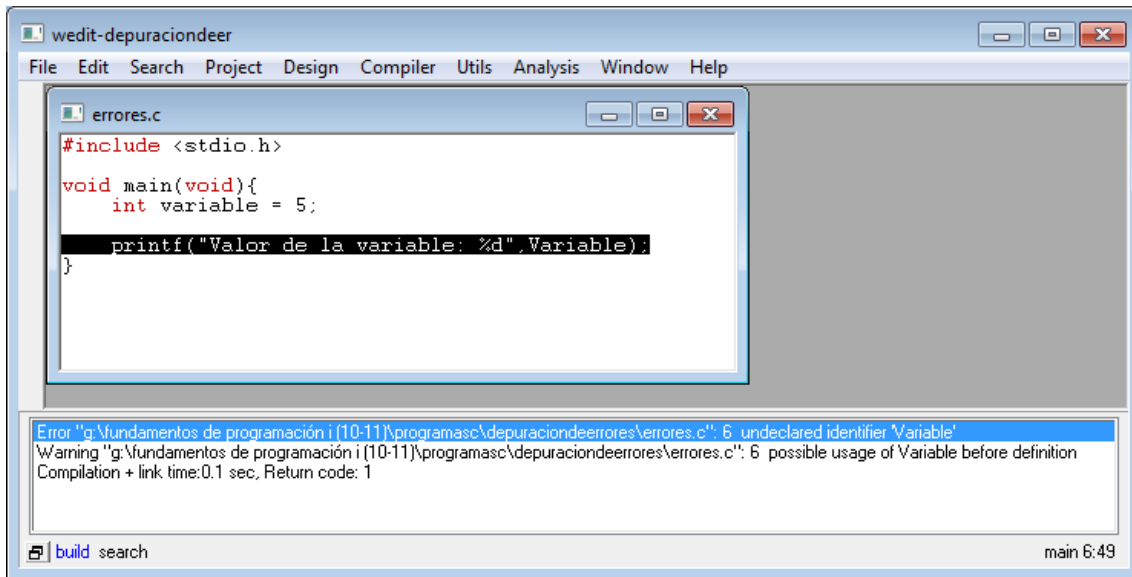 wedit-depuraciondeer
File Edit Search Project Design Compiler Utils Analysis Window Help
errores.c
#include <stdio.h>
void main(void){
    int variable = 5;
    printf("Valor de la variable: %d",Variable);
}
Error "g:\fundamentos de programación i (10-11)\programasc\depuraciondeerrores\errores.c": 6 undeclared identifier 'Variable'
Warning "g:\fundamentos de programación i (10-11)\programasc\depuraciondeerrores\errores.c": 6 possible usage of Variable before definition
Compilation + link time:0.1 sec, Return code: 1
build search main 6:49